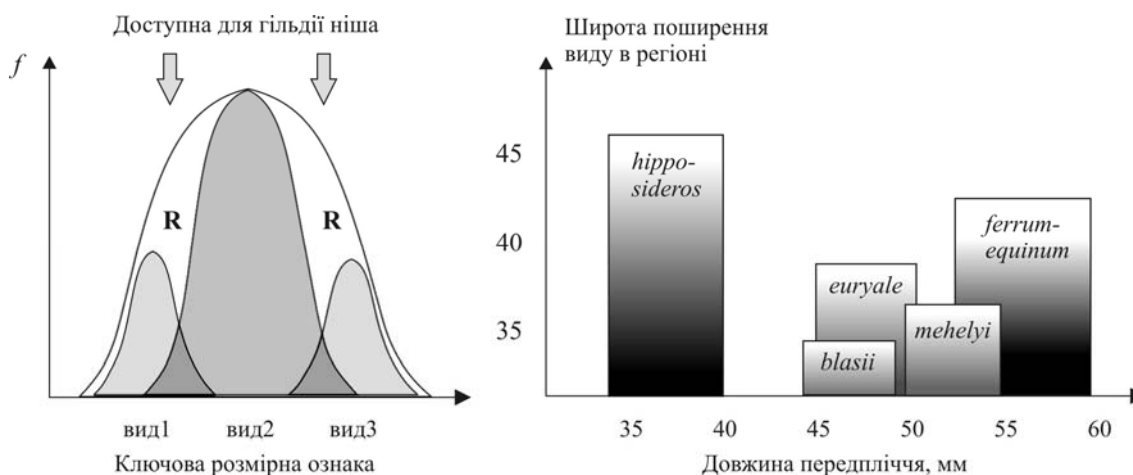 Доступна для гільдії ніша
f
R
R
вид1 вид2 вид3
Ключова розмірна ознака
Широта поширення
виду в регіоні
45
40
35
hippo-
sideros
euryale
blasii
mehelyi
ferrum-
equinum
35 40 45 50 55 60
Довжина передпліччя, мм